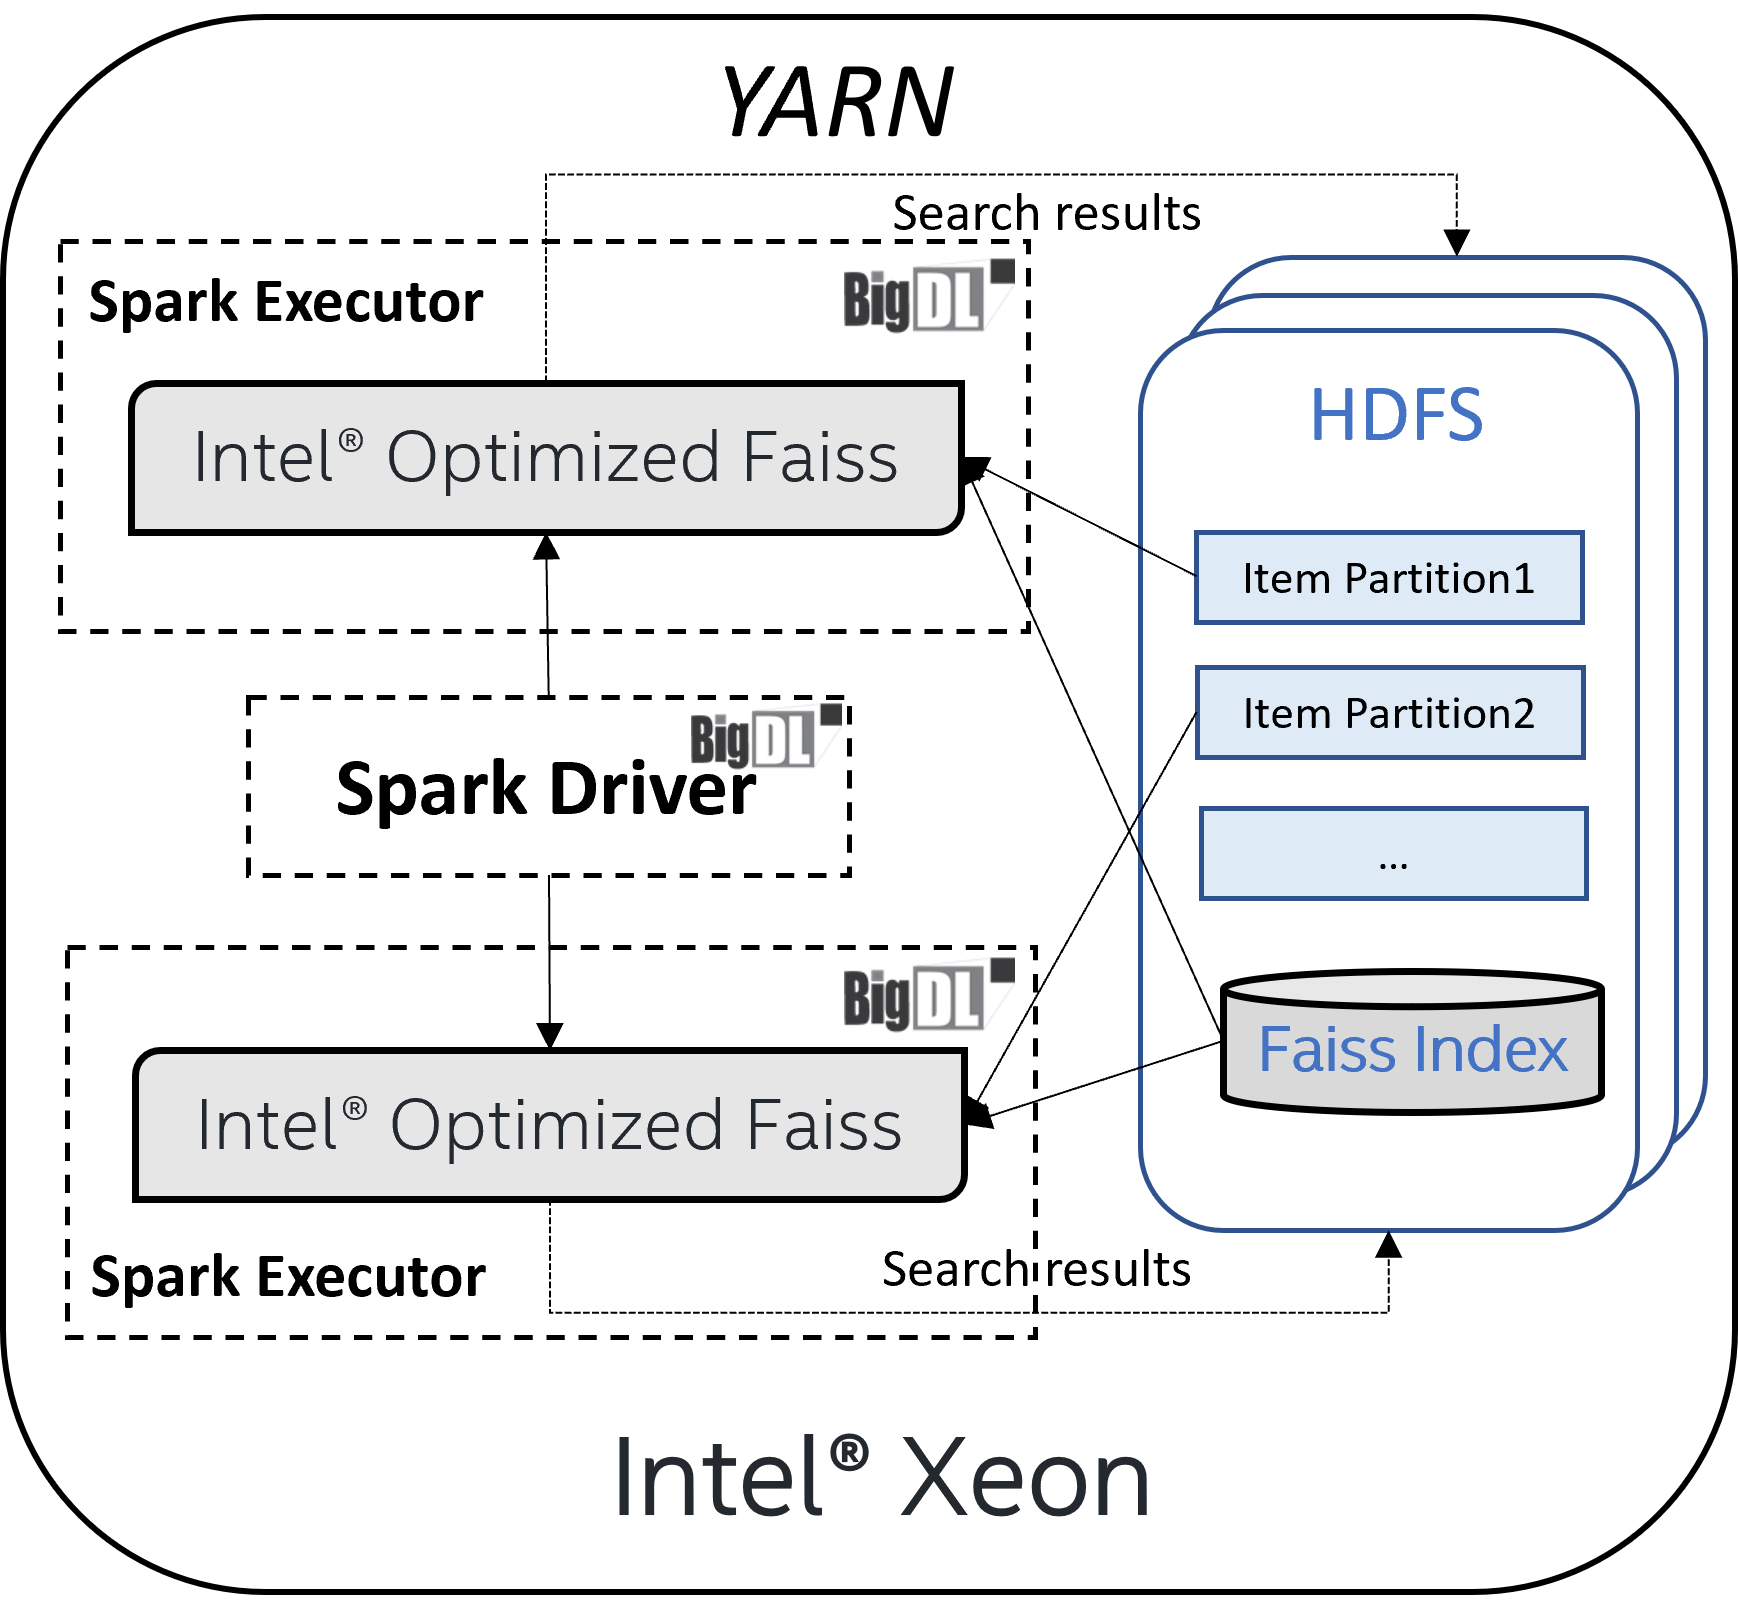 YARN
Search results
Spark Executor
BigDL
Intel® Optimized Faiss
HDFS
Item Partition1
Item Partition2
...
Faiss Index
BigDL
Spark Driver
BigDL
Intel® Optimized Faiss
Spark Executor
Search results
Intel® Xeon